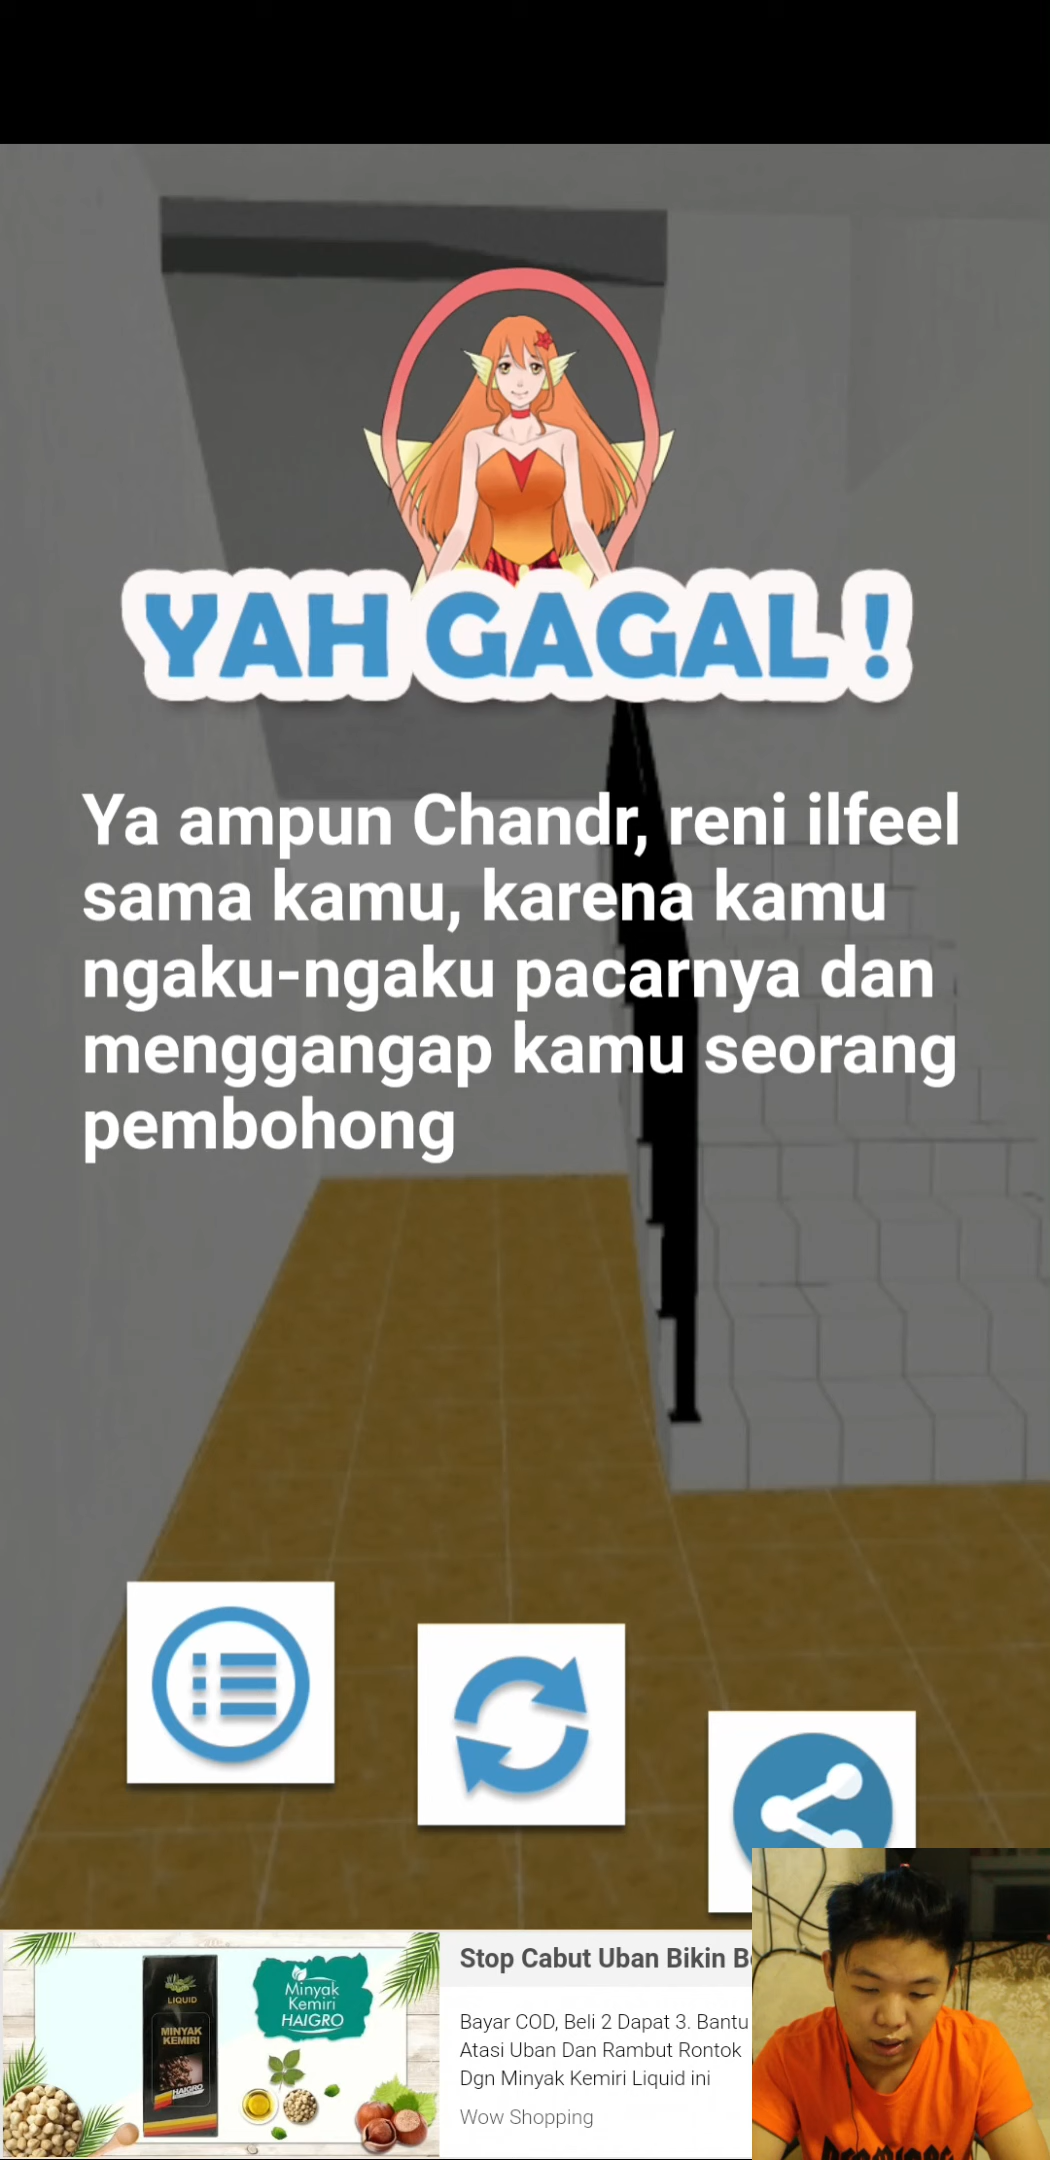 YAH GAGAL !
Ya ampun Chandr, reni ilfeel
sama kamu, karena kamu
ngaku-ngaku pacarnya dan
menggangap kamu seorang
pembohong
LIQUID
MINYAK
KEMIRI
HAIGRO
Minyak
Kemiri
HAIGRO
Stop Cabut Uban Bikin
Bayar COD, Beli 2 Dapat 3. Bantu
Atasi Uban Dan Rambut Rontok
Dgn Minyak Kemiri Liquid ini
Wow Shopping